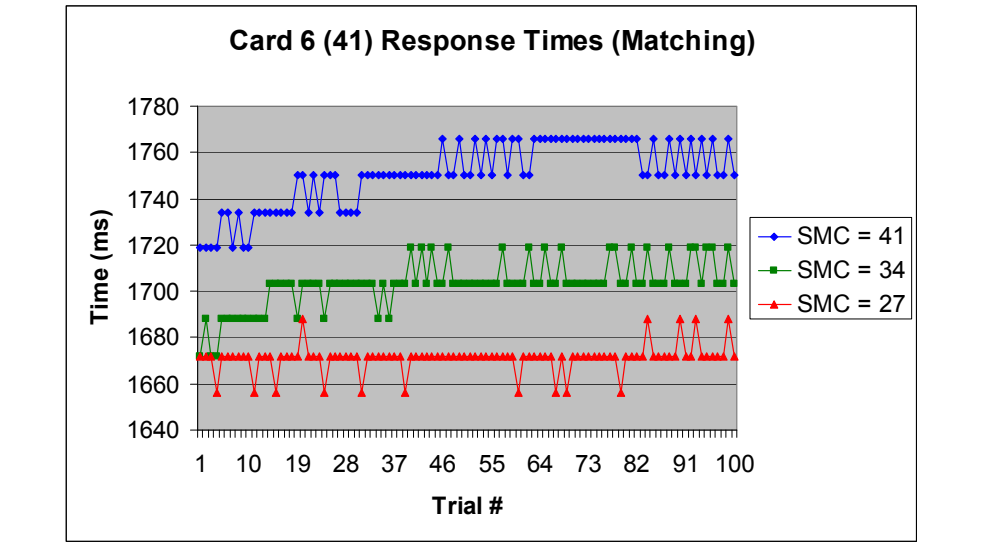 Card 6 (41) Response Times (Matching)
1780
1760
1740
1720
1700
1680
1660
1640
Time (ms)
1 10 19 28 37 46 55 64 73 82 91 100
Trial #
SMC = 41
SMC = 34
SMC = 27